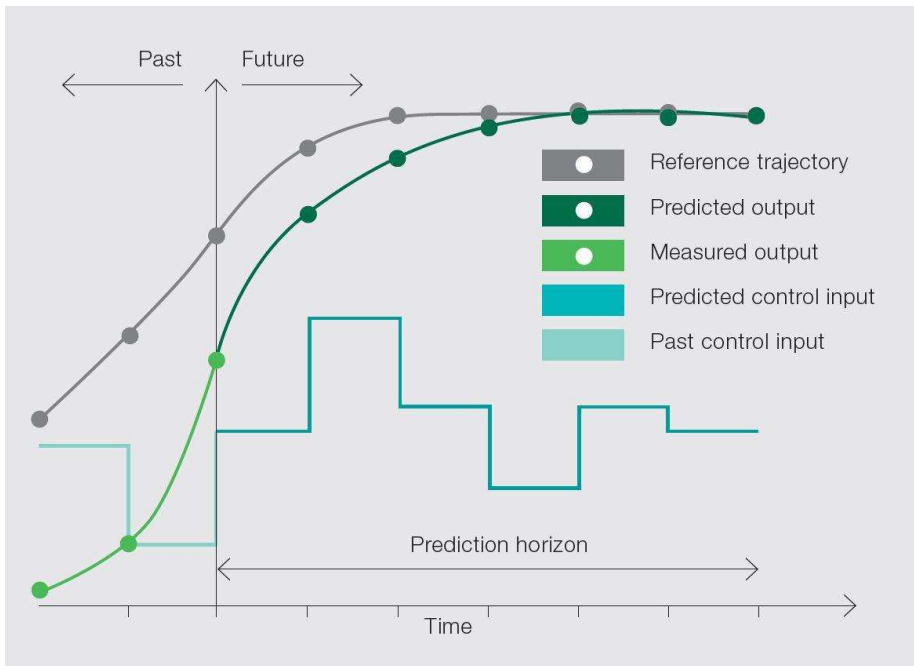 Past
Future
Reference trajectory
Predicted output
Measured output
Predicted control input
Past control input
Prediction horizon
Time